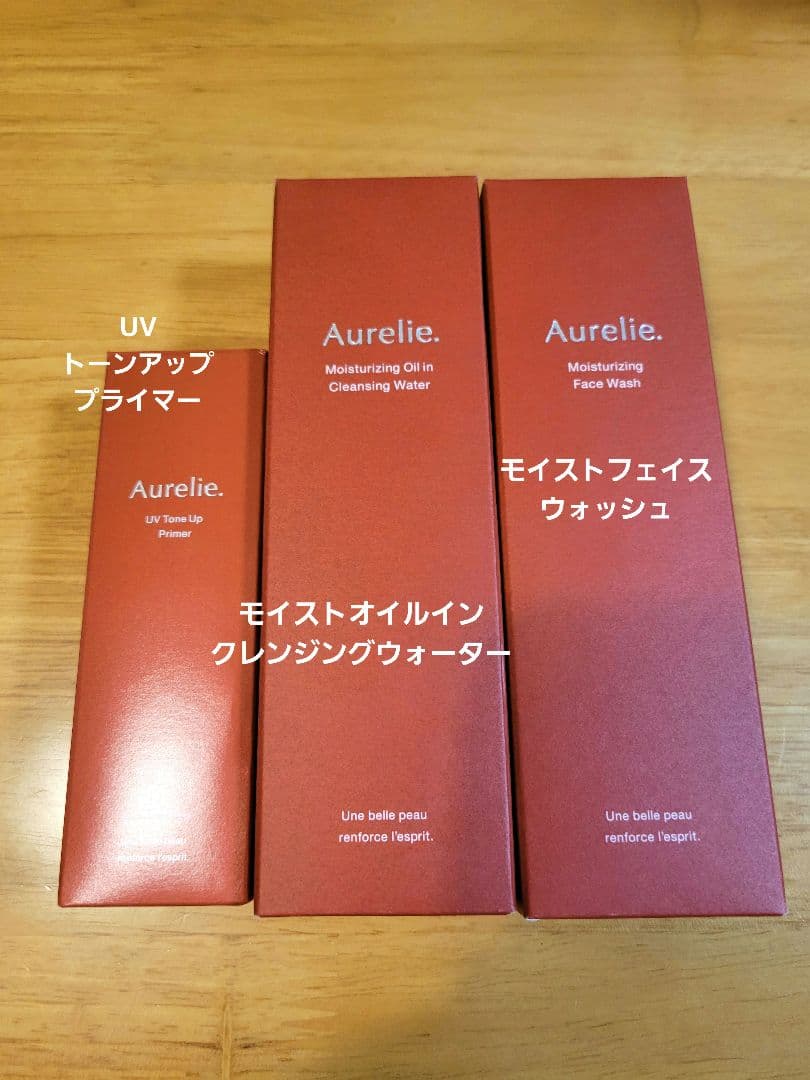 UV
トーンアップ
プライマー
Aurelie.
UV Tone Up
Primer
renforce l'esprit.
Aurelie.
Moisturizing Oil in
Cleansing Water
モイストオイルイン
クレンジングウォーター
Une belle peau
renforce l'esprit.
Aurelie.
Moisturizing
Face Wash
モイストフェイス
ウォッシュ
Une belle peau
renforce l'esprit.